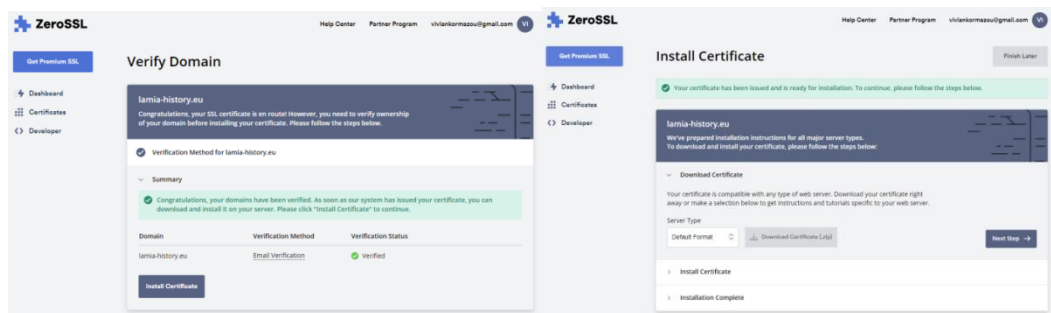 ZeroSSL
Help Center Partner Program viviankormazou@gmail.com VI
Get Premium SSL
Dashboard
Certificates
Developer
Verify Domain
lamia-history.eu
Congratulations, your SSL certificate is en route! However, you need to verify ownership
of your domain before installing your certificate. Please follow the steps below.
Verification Method for lamia-history.eu
Summary
Congratulations, your domains have been verified. As soon as our system has issued your certificate, you can
download and install it on your server. Please click "Install Certificate" to continue.
Domain Verification Method Verification Status
lamia-history.eu Email Verification Verified
Install Certificate
ZeroSSL
Help Center Partner Program viviankormazou@gmail.com VI
Get Premium SSL
Dashboard
Certificates
Developer
Install Certificate
Finish Later
Your certificate has been issued and is ready for installation. To continue, please follow the steps below.
lamia-history.eu
We've prepared installation instructions for all major server types.
To download and install your certificate, please follow the steps below:
Download Certificate
Your certificate is compatible with any type of web server. Download your certificate right
away or make a selection below to get instructions and tutorials specific to your web server.
Server Type
Default Format Download Certificate (.zip)
Next Step →
Install Certificate
Installation Complete